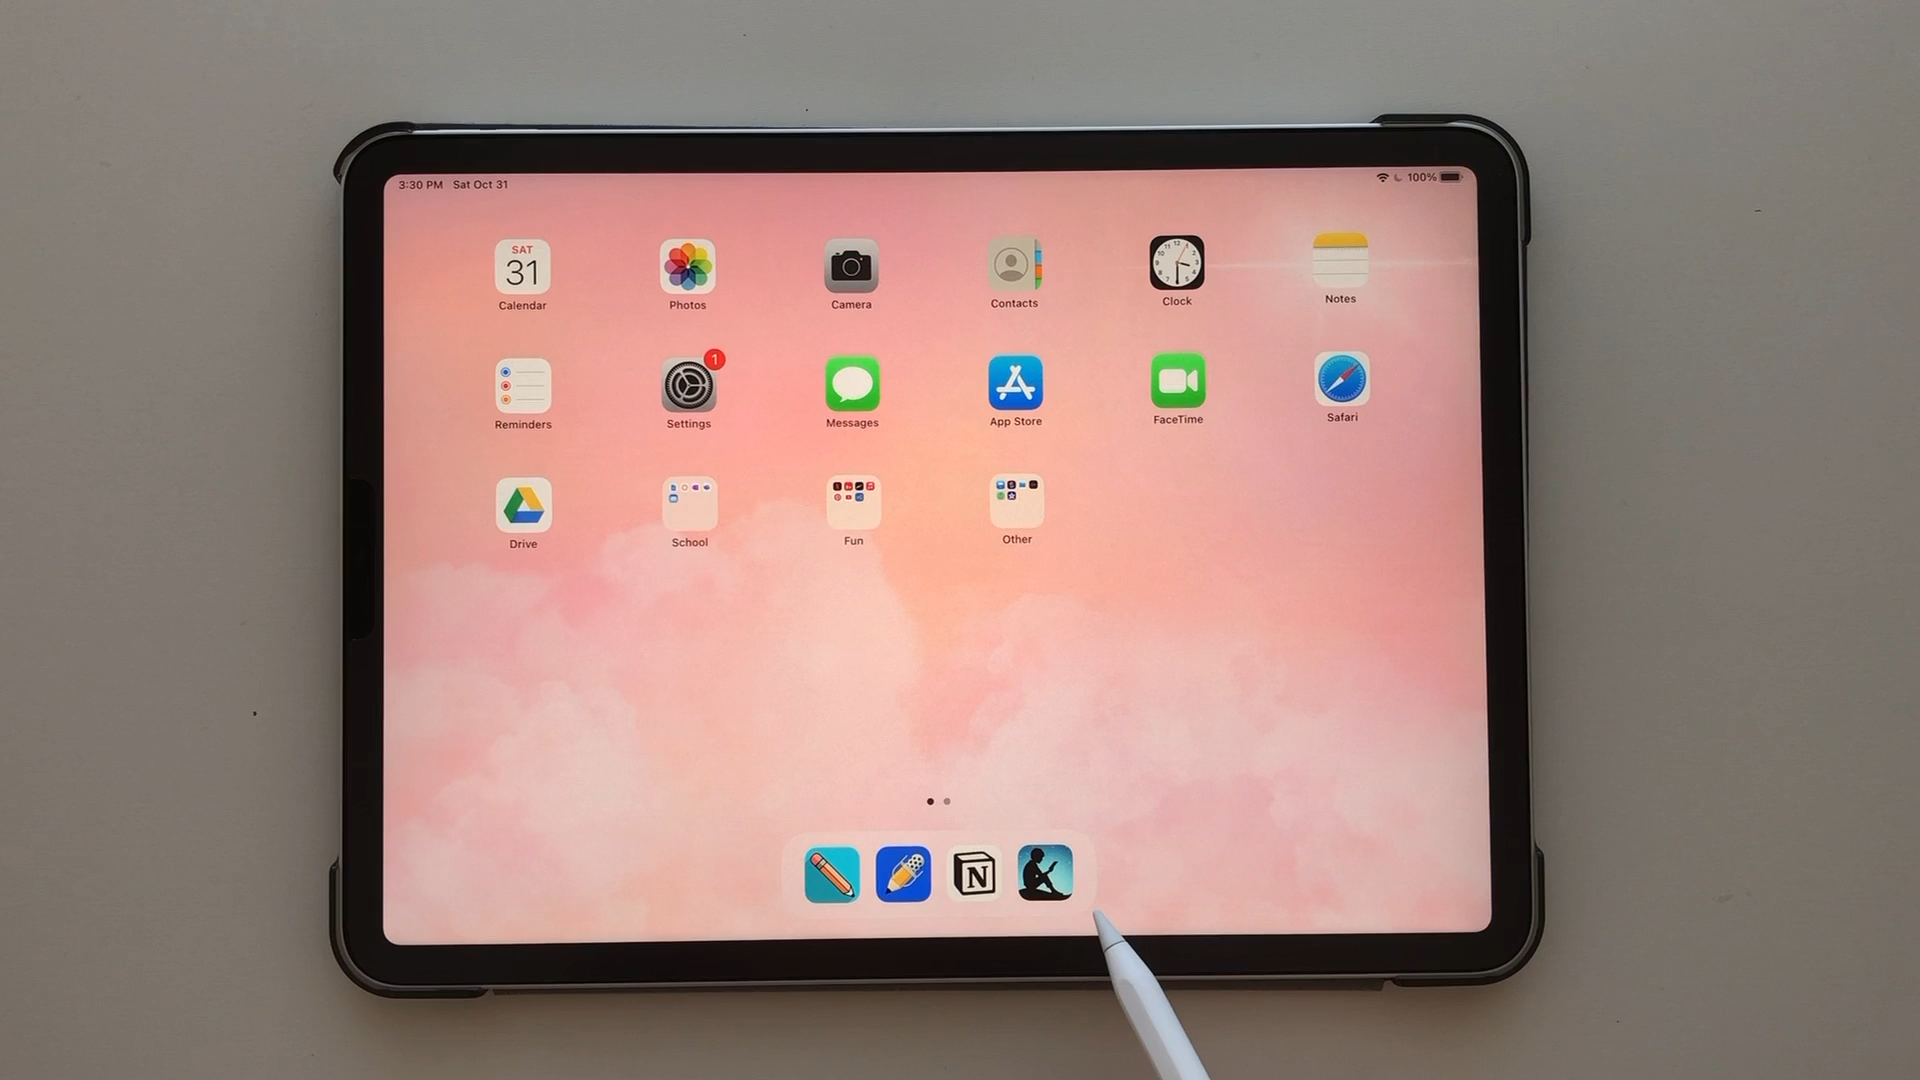 3:30 PM Sat Oct 31
100%
SAT
31
Calendar
Photos
Camera
Contacts
Clock
Notes
1
Reminders
Settings
Messages
App Store
FaceTime
Safari
Drive
School
Fun
Other
N